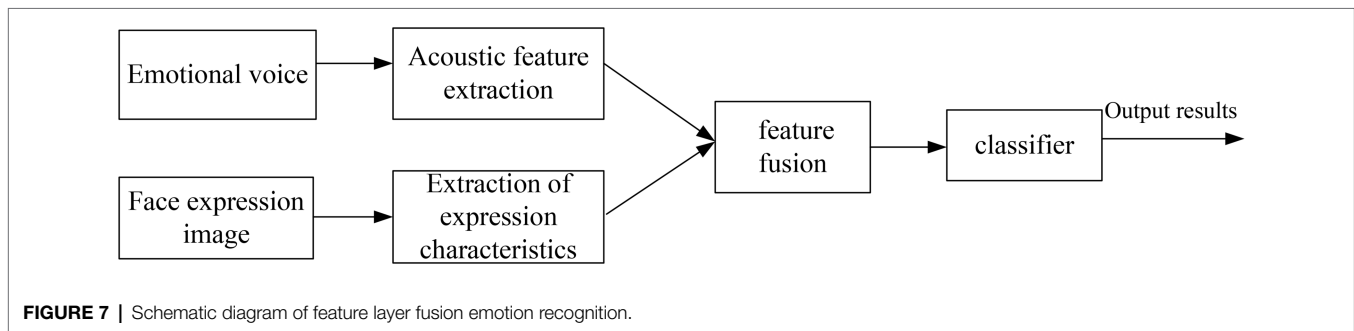 Emotional voice
Acoustic feature
extraction
Face expression
image
Extraction of
expression
characteristics
feature
fusion
classifier
Output results
FIGURE 7 | Schematic diagram of feature layer fusion emotion recognition.